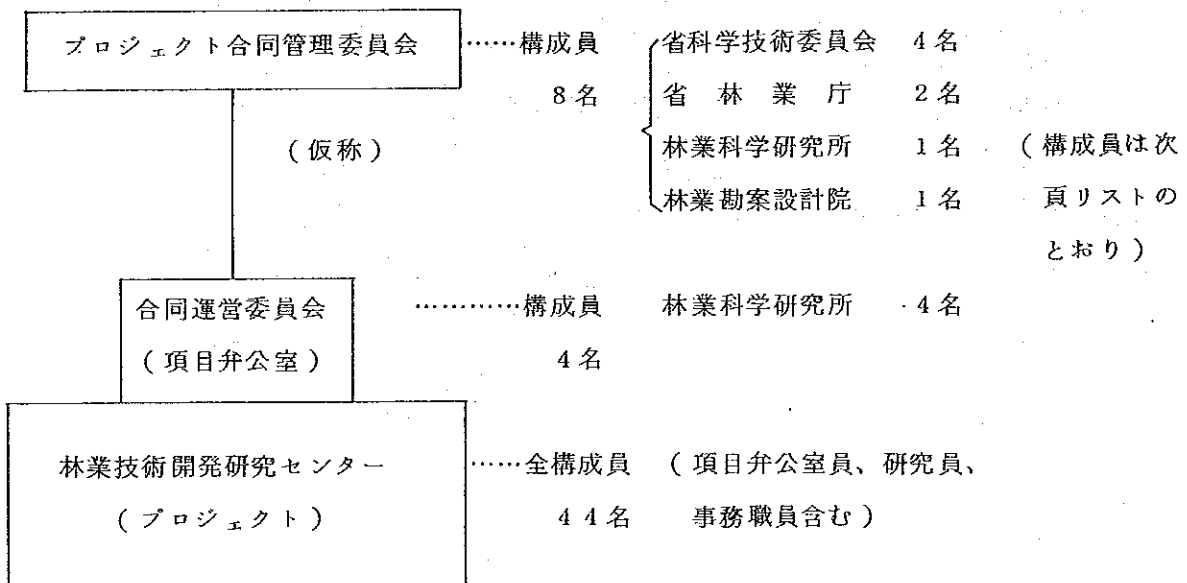 プロジェクト合同管理委員会 ……構成員 省科学技術委員会 4名
8名 省林業庁 2名
(仮称) 林業科学研究所 1名 (構成員は次
林業勘案設計院 1名 頁リストの
とおり)
合同運営委員会 …………構成員 林業科学研究所 4名
(項目弁公室) 4名
林業技術開発研究センター ……全構成員 (項目弁公室員、研究員、
(プロジェクト) 44名 事務職員含む)